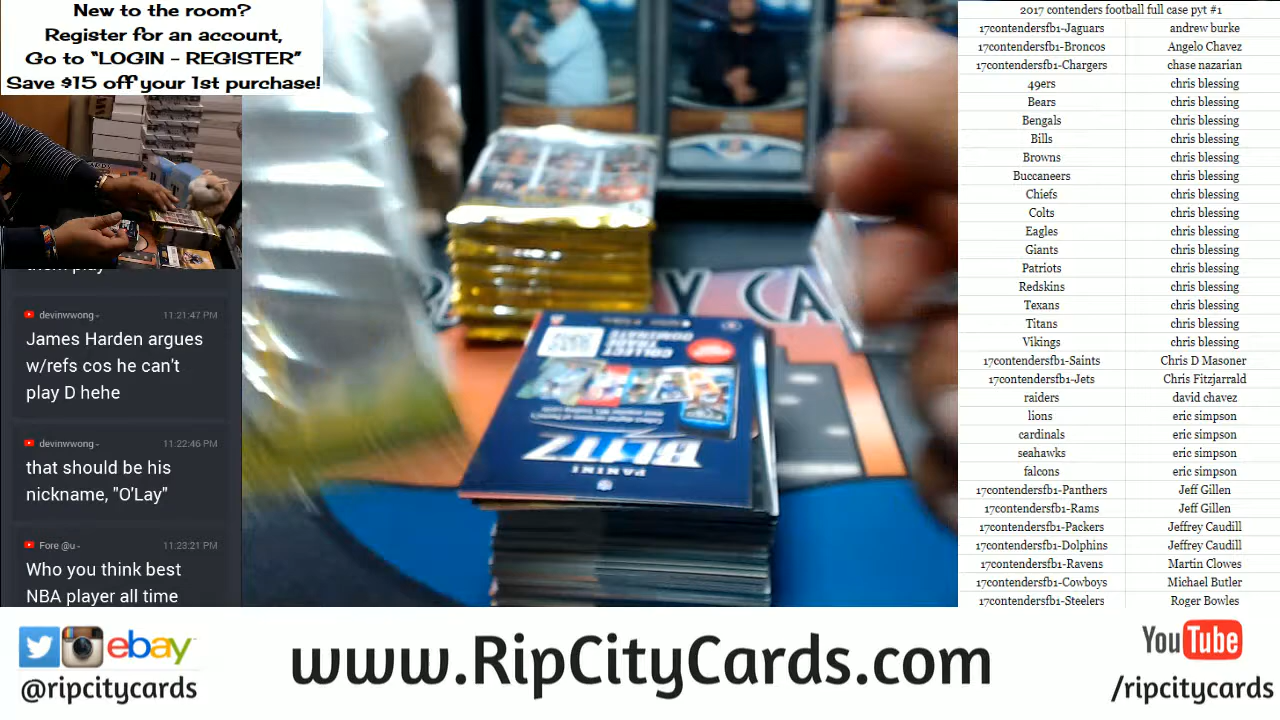 New to the room?
Register for an account,
Go to “LOGIN - REGISTER”
Save $15 off your 1st purchase!
them play
devinwwong
11:21:47 PM
James Harden argues
w/refs cos he can't
play D hehe
devinwwong
11:22:46 PM
that should be his
nickname, "O'Lay"
Fore @u
11:23:21 PM
Who you think best
NBA player all time
COLLECT
TRADE
DOMINATE
BLITZ
PANINI
Y CA
2017 contenders football full case pyt #1
17contendersfb1-Jaguars andrew burke
17contendersfb1-Broncos Angelo Chavez
17contendersfb1-Chargers chase nazarian
49ers chris blessing
Bears chris blessing
Bengals chris blessing
Bills chris blessing
Browns chris blessing
Buccaneers chris blessing
Chiefs chris blessing
Colts chris blessing
Eagles chris blessing
Giants chris blessing
Patriots chris blessing
Redskins chris blessing
Texans chris blessing
Titans chris blessing
Vikings chris blessing
17contendersfb1-Saints Chris D Masoner
17contendersfb1-Jets Chris Fitzjarrald
raiders david chavez
lions eric simpson
cardinals eric simpson
seahawks eric simpson
falcons eric simpson
17contendersfb1-Panthers Jeff Gillen
17contendersfb1-Rams Jeff Gillen
17contendersfb1-Packers Jeffrey Caudill
17contendersfb1-Dolphins Jeffrey Caudill
17contendersfb1-Ravens Martin Clowes
17contendersfb1-Cowboys Michael Butler
17contendersfb1-Steelers Roger Bowles
ebay
@ripcitycards
www.RipCityCards.com
YouTube
/ripcitycards